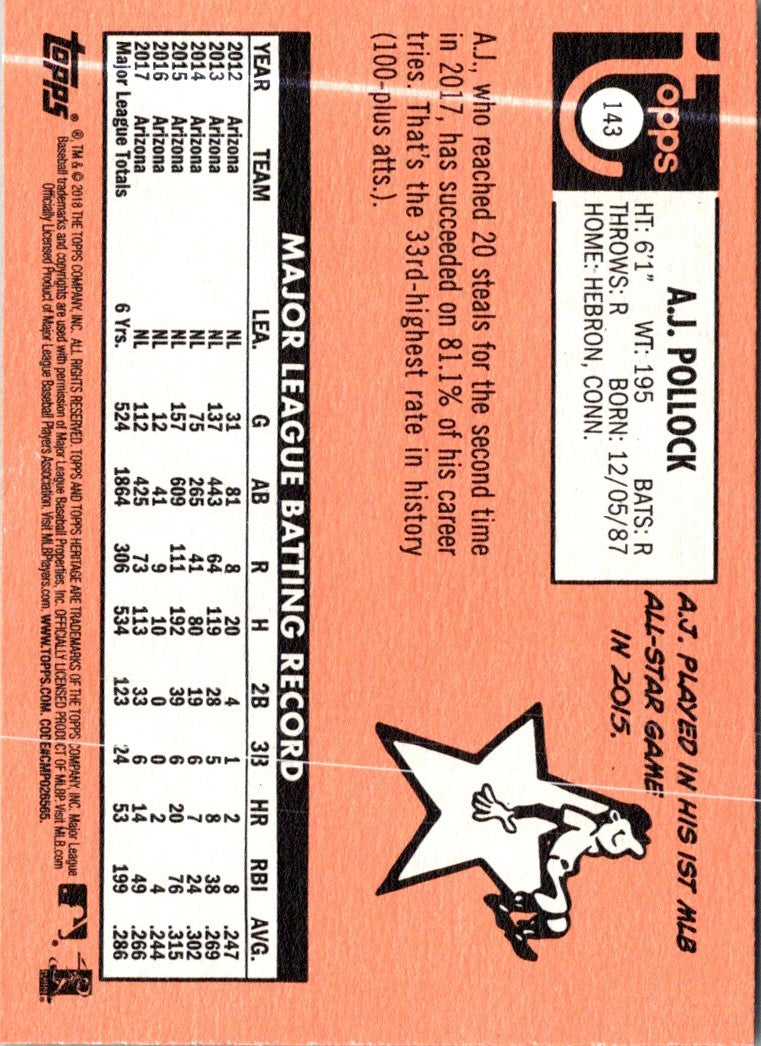 topps
143
A.J. POLLOCK
HT: 6'1" WT: 195 BATS: R
THROWS: R BORN: 12/05/87
HOME: HEBRON, CONN.
A.J. PLAYED IN HIS 1ST MLB
ALL-STAR GAME
IN 2015.
A.J., who reached 20 steals for the second time
in 2017, has succeeded on 81.1% of his career
tries. That's the 33rd-highest rate in history
(100-plus atts.).
MAJOR LEAGUE BATTING RECORD
YEAR TEAM LEA. G AB R H 2B 3B HR RBI AVG.
2012 Arizona NL 31 81 8 20 4 1 2 8 .247
2013 Arizona NL 137 443 64 119 28 5 8 38 .269
2014 Arizona NL 75 265 41 80 19 6 7 24 .302
2015 Arizona NL 157 609 111 192 39 6 20 76 .315
2016 Arizona NL 12 41 9 10 0 0 2 4 .244
2017 Arizona NL 112 425 73 113 33 6 14 49 .266
Major League Totals 6 Yrs. 524 1864 306 534 123 24 53 199 .286
topps®
® TM & © 2018 THE TOPPS COMPANY, INC. ALL RIGHTS RESERVED. TOPPS AND TOPPS HERITAGE ARE TRADEMARKS OF THE TOPPS COMPANY, INC. Major League
Baseball trademarks and copyrights are used with permission of Major League Baseball Properties, Inc. OFFICIALLY LICENSED PRODUCT OF MLBP Visit MLB.com
Officially Licensed Product of Major League Baseball Players Association. Visit MLBPlayers.com. WWW.TOPPS.COM. CODE#CMP026565.